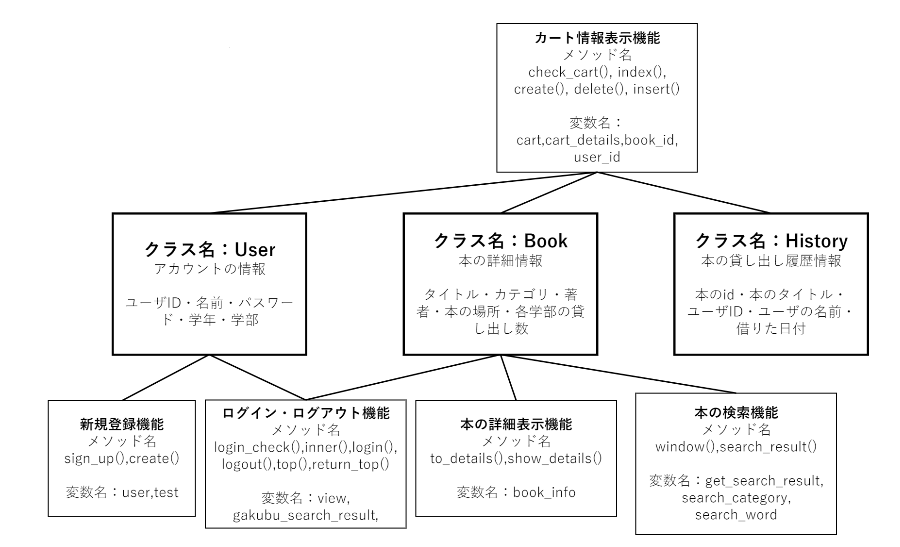 カート情報表示機能
メソッド名
check_cart(), index(),
create(), delete(), insert()
変数名：
cart,cart_details,book_id,
user_id
クラス名：User
アカウントの情報
ユーザID・名前・パスワー
ド・学年・学部
クラス名：Book
本の詳細情報
タイトル・カテゴリ・著
者・本の場所・各学部の貸
し出し数
クラス名：History
本の貸し出し履歴情報
本のid・本のタイトル・
ユーザID・ユーザの名前・
借りた日付
新規登録機能
メソッド名
sign_up(),create()
変数名：user,test
ログイン・ログアウト機能
メソッド名
login_check(),inner(),login(),
logout(),top(),return_top()
変数名：view,
gakubu_search_result,
本の詳細表示機能
メソッド名
to_details(),show_details()
変数名：book_info
本の検索機能
メソッド名
window(),search_result()
変数名：get_search_result,
search_category,
search_word